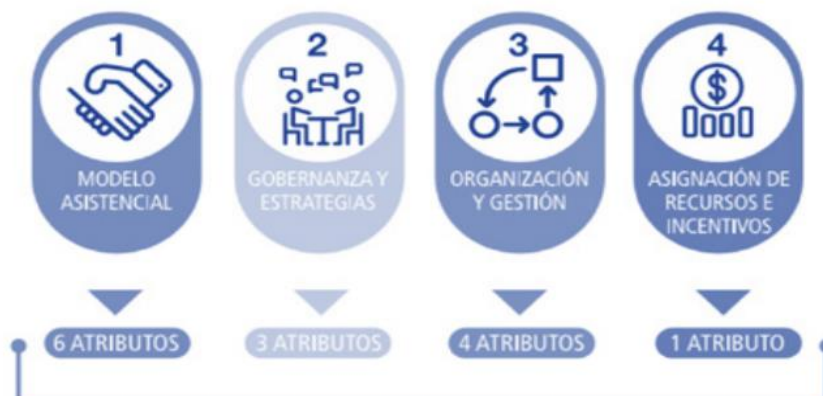 1
MODELO
ASISTENCIAL
6 ATRIBUTOS
2
GOBERNANZA Y
ESTRATEGIAS
3 ATRIBUTOS
3
ORGANIZACIÓN
Y GESTIÓN
4 ATRIBUTOS
4
$
ASIGNACIÓN DE
RECURSOS E
INCENTIVOS
1 ATRIBUTO